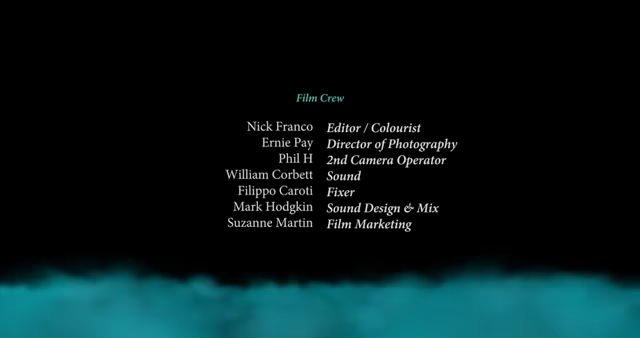 Film Crew
Nick Franco Editor / Colourist
Ernie Pay Director of Photography
Phil H 2nd Camera Operator
William Corbett Sound
Filippo Caroti Fixer
Mark Hodgkin Sound Design & Mix
Suzanne Martin Film Marketing